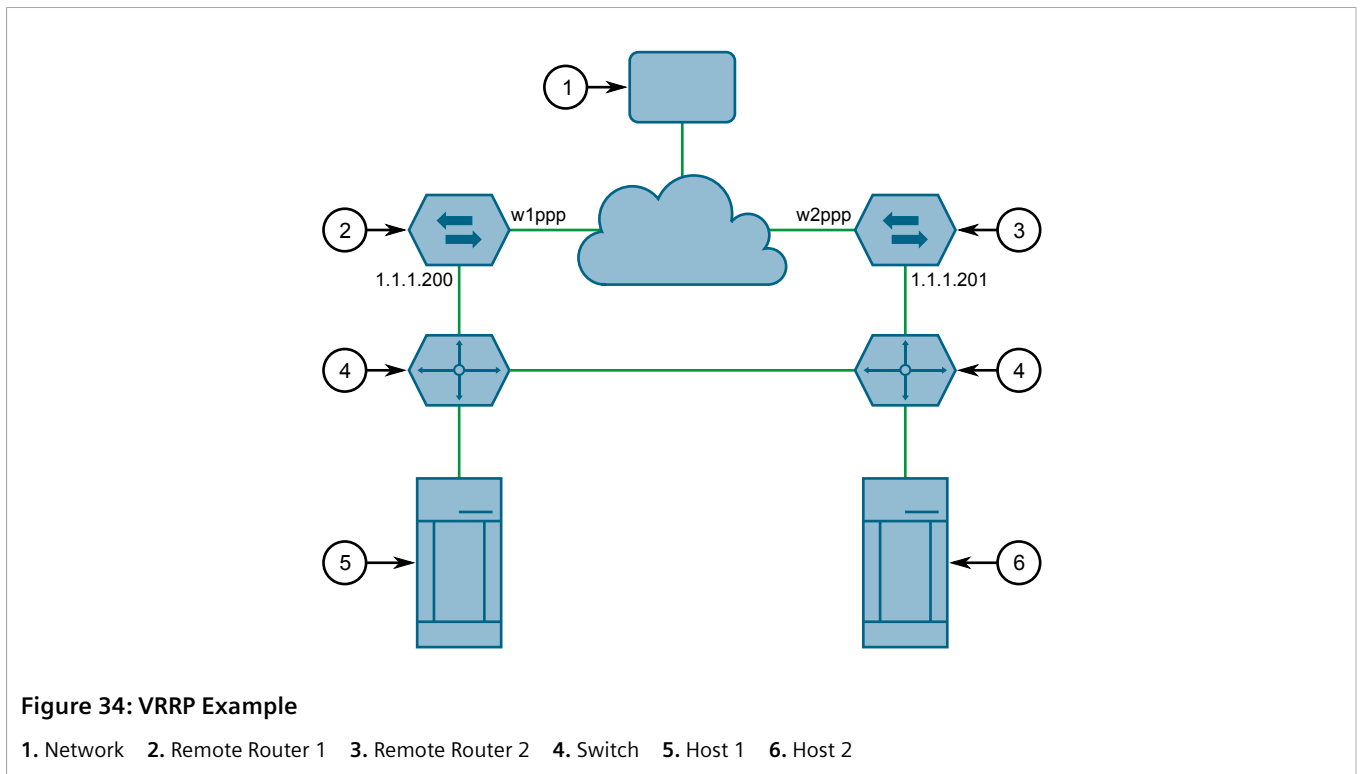 1
2
w1ppp
w2ppp
3
1.1.1.200
1.1.1.201
4
4
5
6
Figure 34: VRRP Example
1. Network 2. Remote Router 1 3. Remote Router 2 4. Switch 5. Host 1 6. Host 2